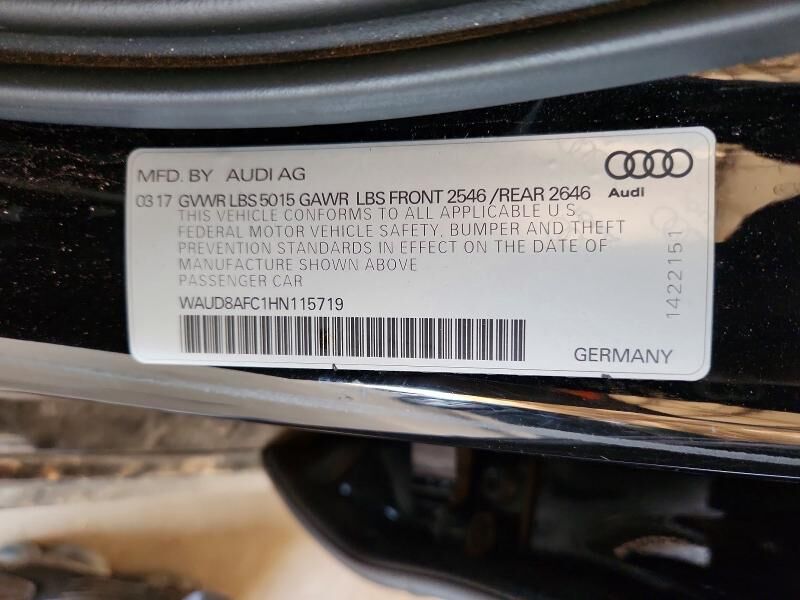 MFD. BY AUDI AG
Audi
0317 GVWR LBS 5015 GAWR LBS FRONT 2546 /REAR 2646
THIS VEHICLE CONFORMS TO ALL APPLICABLE U S
FEDERAL MOTOR VEHICLE SAFETY, BUMPER AND THEFT
PREVENTION STANDARDS IN EFFECT ON THE DATE OF
MANUFACTURE SHOWN ABOVE
PASSENGER CAR
WAUD8AFC1HN115719
GERMANY
1422151